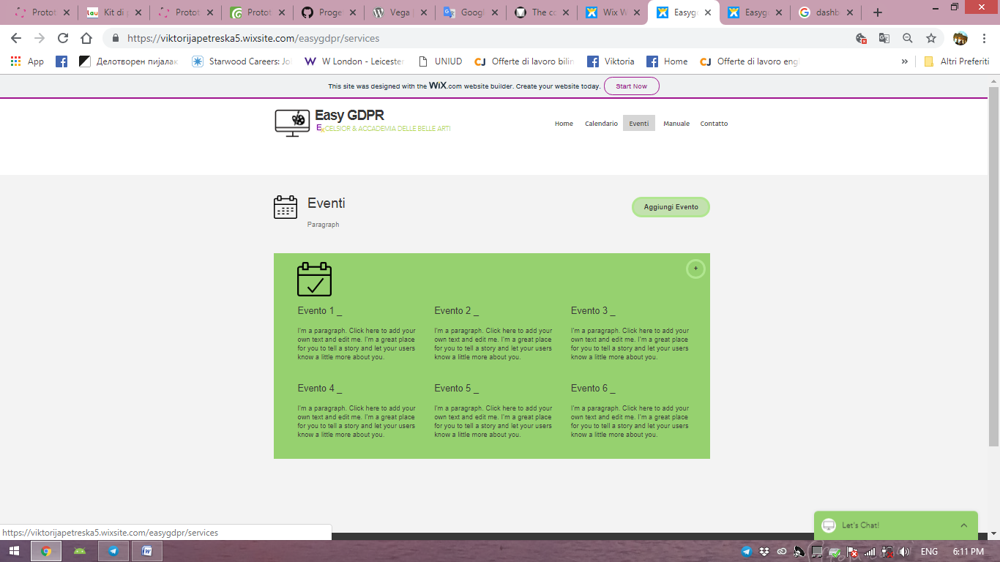 Protot
Kit di p
Protot
Protot
Proge
Vega
Googl
The co
Wix W
Easyg
Easyg
dashb
https://viktorijapetreska5.wixsite.com/easygdpr/services
App
Делотворен пијалак
Starwood Careers: Jo
W London - Leicester
UNIUD
Offerte di lavoro bilin
Viktoria
Home
Offerte di lavoro eng
»
Altri Preferiti
This site was designed with the WiX.com website builder. Create your website today.
Start Now
Easy GDPR
ExCELSIOR & ACCADEMIA DELLE BELLE ARTI
Home
Calendario
Eventi
Manuale
Contatto
Eventi
Aggiungi Evento
Paragraph
+
Evento 1 _
I'm a paragraph. Click here to add your
own text and edit me. I'm a great place
for you to tell a story and let your users
know a little more about you.
Evento 2 _
I'm a paragraph. Click here to add your
own text and edit me. I'm a great place
for you to tell a story and let your users
know a little more about you.
Evento 3 _
I'm a paragraph. Click here to add your
own text and edit me. I'm a great place
for you to tell a story and let your users
know a little more about you.
Evento 4 _
I'm a paragraph. Click here to add your
own text and edit me. I'm a great place
for you to tell a story and let your users
know a little more about you.
Evento 5 _
I'm a paragraph. Click here to add your
own text and edit me. I'm a great place
for you to tell a story and let your users
know a little more about you.
Evento 6 _
I'm a paragraph. Click here to add your
own text and edit me. I'm a great place
for you to tell a story and let your users
know a little more about you.
Let's Chat!
https://viktorijapetreska5.wixsite.com/easygdpr/services
ENG
6:11 PM